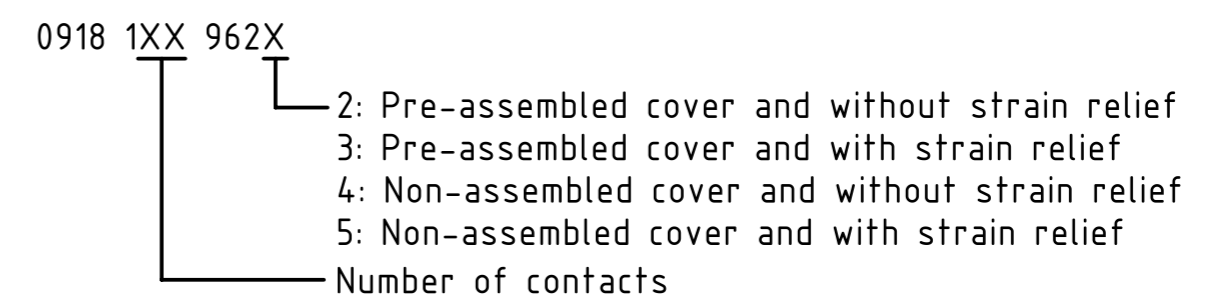 0918 1XX 962X
2: Pre-assembled cover and without strain relief
3: Pre-assembled cover and with strain relief
4: Non-assembled cover and without strain relief
5: Non-assembled cover and with strain relief
Number of contacts